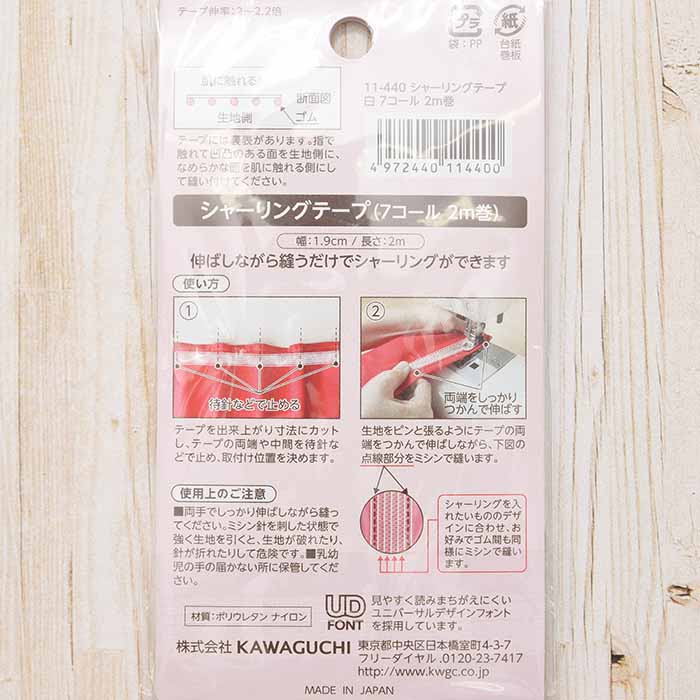 テープ伸率：2〜2.2倍
プラ
袋：PP
紙
台紙
巻板
肌に触れる側
断面図
生地側
ゴム
11-440 シャーリングテープ
白 7コール 2m巻
4 972440 114400
テープには裏表があります。指で
触れて凹凸のある面を生地側に、
なめらかな面を肌に触れる側にし
て縫い付けてください。
シャーリングテープ（7コール 2m巻）
幅：1.9cm / 長さ：2m
伸ばしながら縫うだけでシャーリングができます
使い方
1
待針などで止める
2
両端をしっかり
つかんで伸ばす
テープを出来上がり寸法にカット
し、テープの両端や中間を待針な
どで止め、取付け位置を決めます。
生地をピンと張るようにテープの両
端をつかんで伸ばしながら、下図の
点線部分をミシンで縫います。
使用上のご注意
■両手でしっかり伸ばしながら縫っ
てください。ミシン針を刺した状態で
強く生地を引くと、生地が破れたり、
針が折れたりして危険です。■乳幼
児の手の届かない所に保管してくだ
さい。
シャーリングを入
れたいもののデザ
インに合わせ、お
好みでゴム間も同
様にミシンで縫い
ます。
材質：ポリウレタン ナイロン
UD
FONT
見やすく読みまちがえにくい
ユニバーサルデザインフォント
を採用しています。
株式会社 KAWAGUCHI
東京都中央区日本橋室町4-3-7
フリーダイヤル .0120-23-7417
http://www.kwgc.co.jp
MADE IN JAPAN